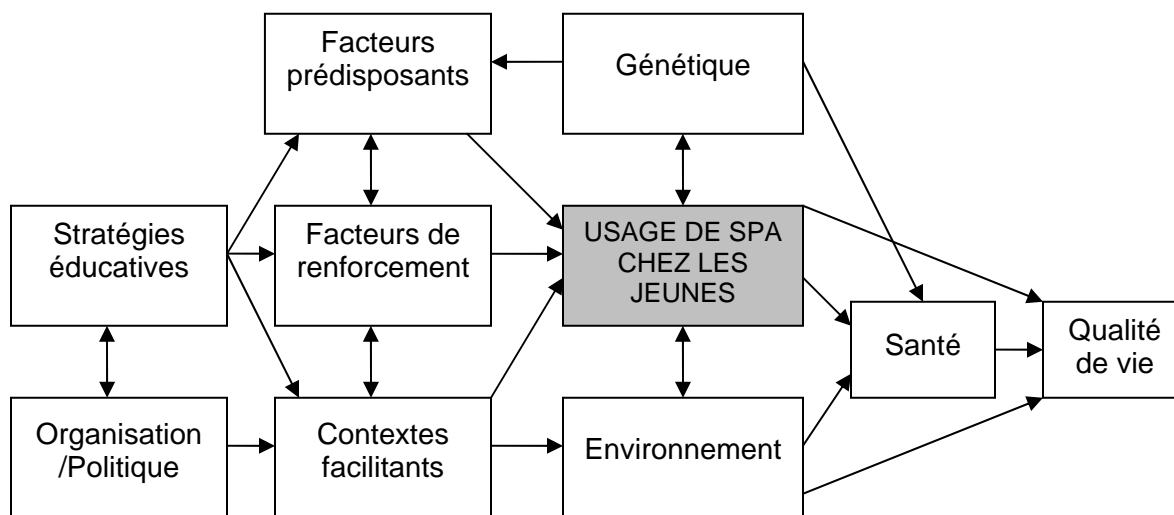 Facteurs
prédisposants
Génétique
Stratégies
éducatives
Facteurs de
renforcement
USAGE DE SPA
CHEZ LES
JEUNES
Santé
Qualité
de vie
Organisation
/Politique
Contextes
facilitants
Environnement